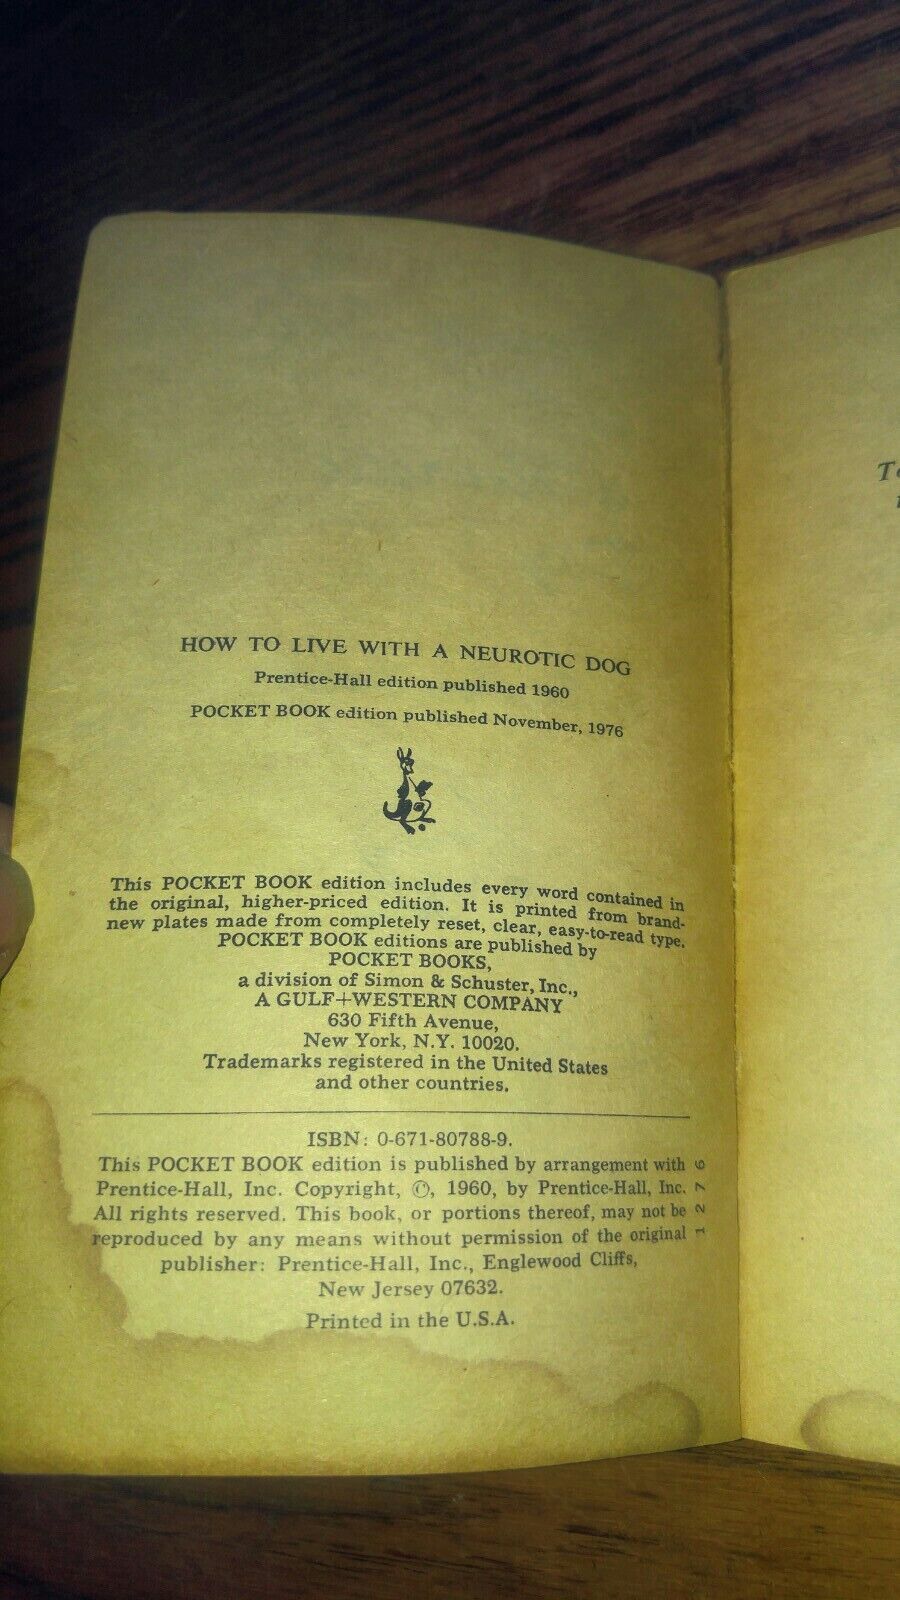 HOW TO LIVE WITH A NEUROTIC DOG
Prentice-Hall edition published 1960
POCKET BOOK edition published November, 1976
This POCKET BOOK edition includes every word contained in
the original, higher-priced edition. It is printed from brand-
new plates made from completely reset, clear, easy-to-read type.
POCKET BOOK editions are published by
POCKET BOOKS,
a division of Simon & Schuster, Inc.,
A GULF+WESTERN COMPANY
630 Fifth Avenue,
New York, N.Y. 10020.
Trademarks registered in the United States
and other countries.
ISBN: 0-671-80788-9.
This POCKET BOOK edition is published by arrangement with
Prentice-Hall, Inc. Copyright, ©, 1960, by Prentice-Hall, Inc.
All rights reserved. This book, or portions thereof, may not be
reproduced by any means without permission of the original
publisher: Prentice-Hall, Inc., Englewood Cliffs,
New Jersey 07632.
Printed in the U.S.A.
1276